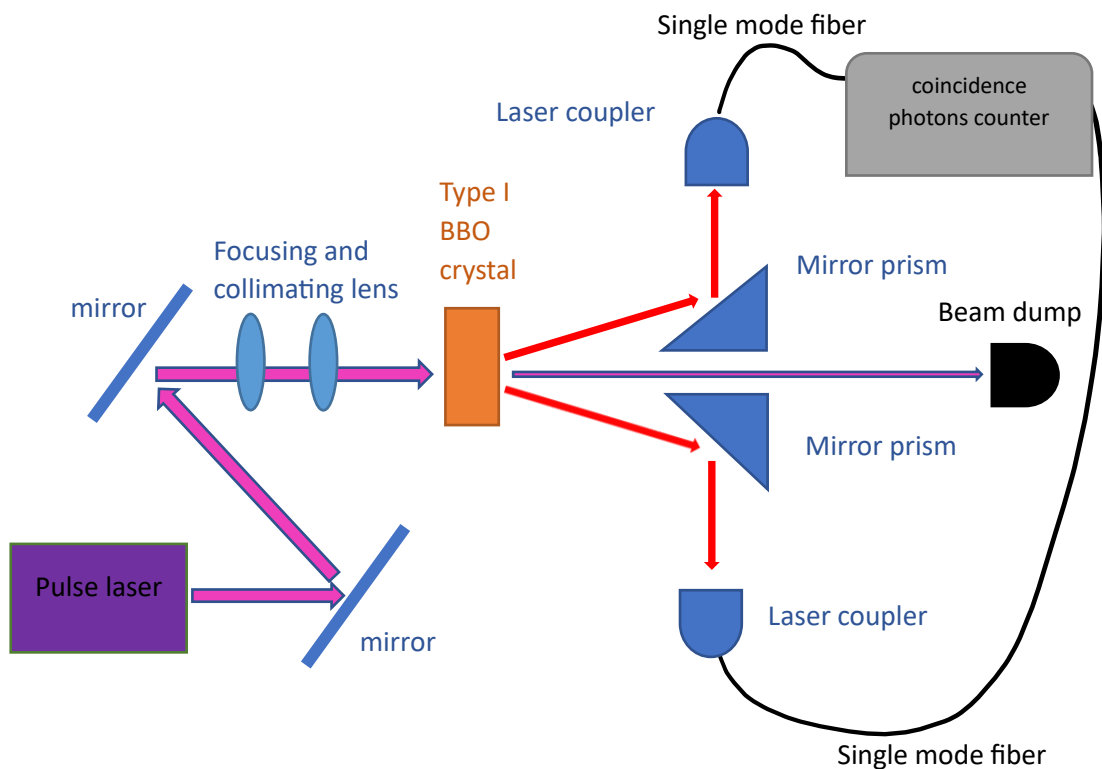 Single mode fiber
coincidence
photons counter
Laser coupler
Type I
BBO
crystal
Focusing and
collimating lens
mirror
Mirror prism
Beam dump
Mirror prism
Pulse laser
mirror
Laser coupler
Single mode fiber